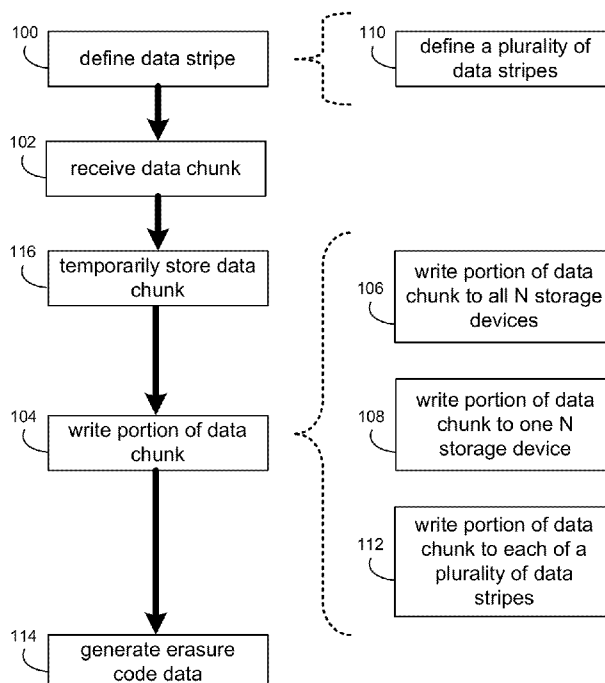 100
define data stripe
110
define a plurality of
data stripes
102
receive data chunk
116
temporarily store data
chunk
106
write portion of data
chunk to all N storage
devices
104
write portion of data
chunk
108
write portion of data
chunk to one N
storage device
112
write portion of data
chunk to each of a
plurality of data
stripes
114
generate erasure
code data